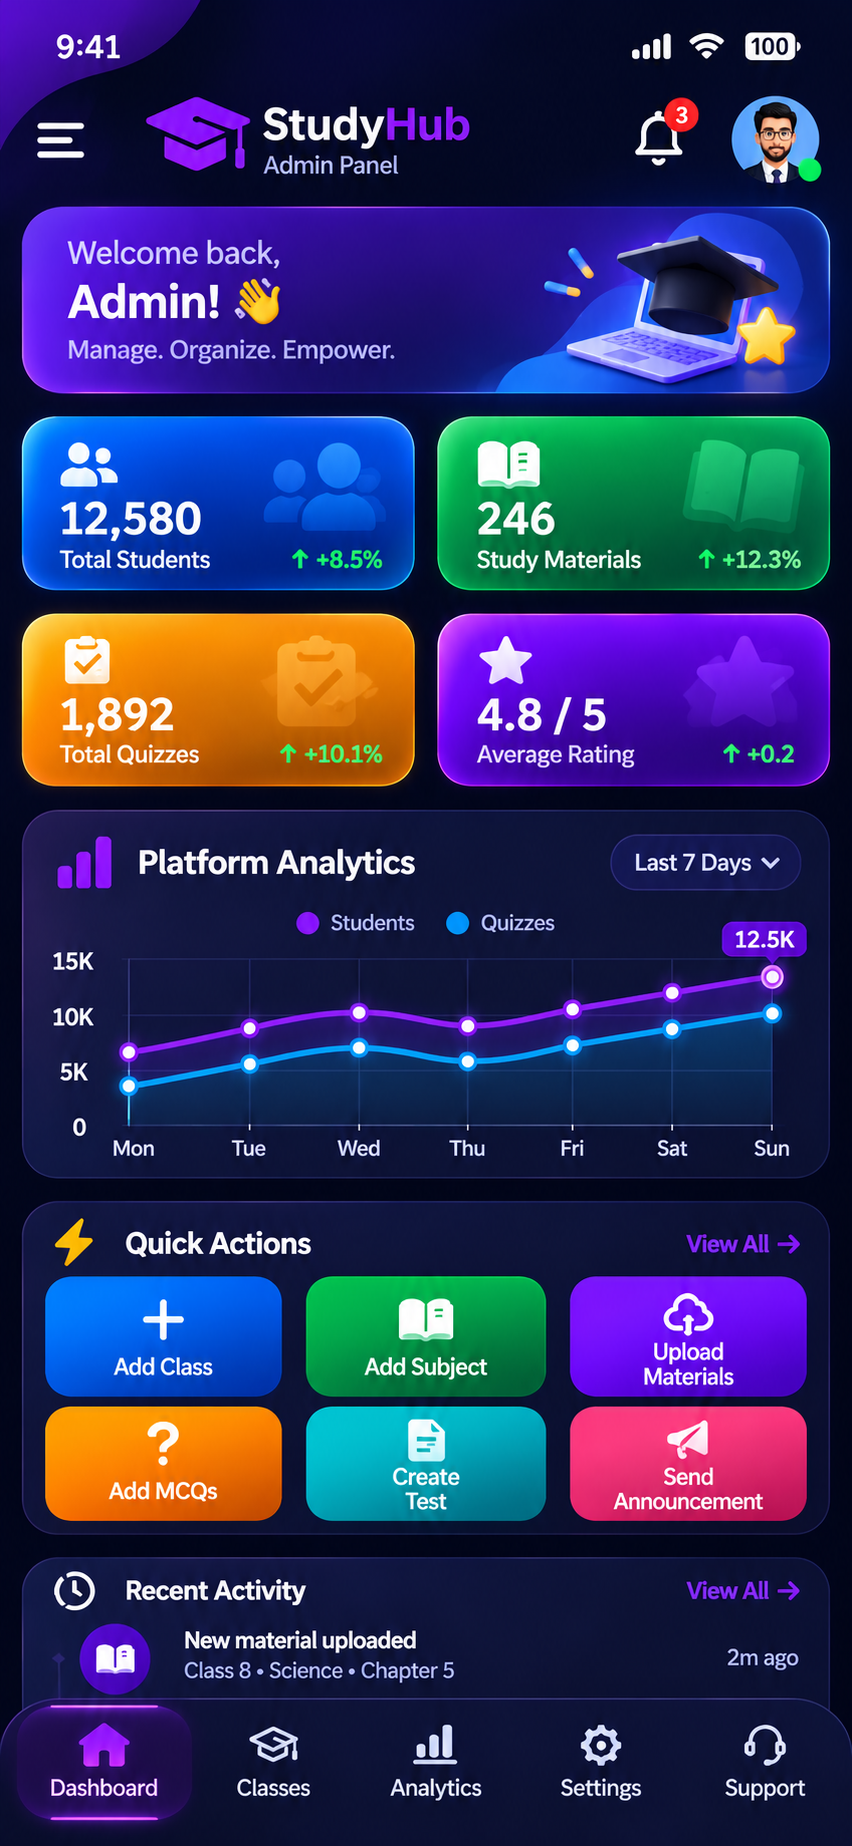 9:41
100
StudyHub
Admin Panel
3
Welcome back,
Admin! 👋
Manage. Organize. Empower.
12,580
Total Students
↑ +8.5%
246
Study Materials
↑ +12.3%
1,892
Total Quizzes
↑ +10.1%
4.8 / 5
Average Rating
↑ +0.2
Platform Analytics
Last 7 Days
Students
Quizzes
12.5K
15K
10K
5K
0
Mon Tue Wed Thu Fri Sat Sun
Quick Actions
View All →
Add Class
Add Subject
Upload
Materials
Add MCQs
Create
Test
Send
Announcement
Recent Activity
View All →
New material uploaded
Class 8 • Science • Chapter 5
2m ago
Dashboard
Classes
Analytics
Settings
Support